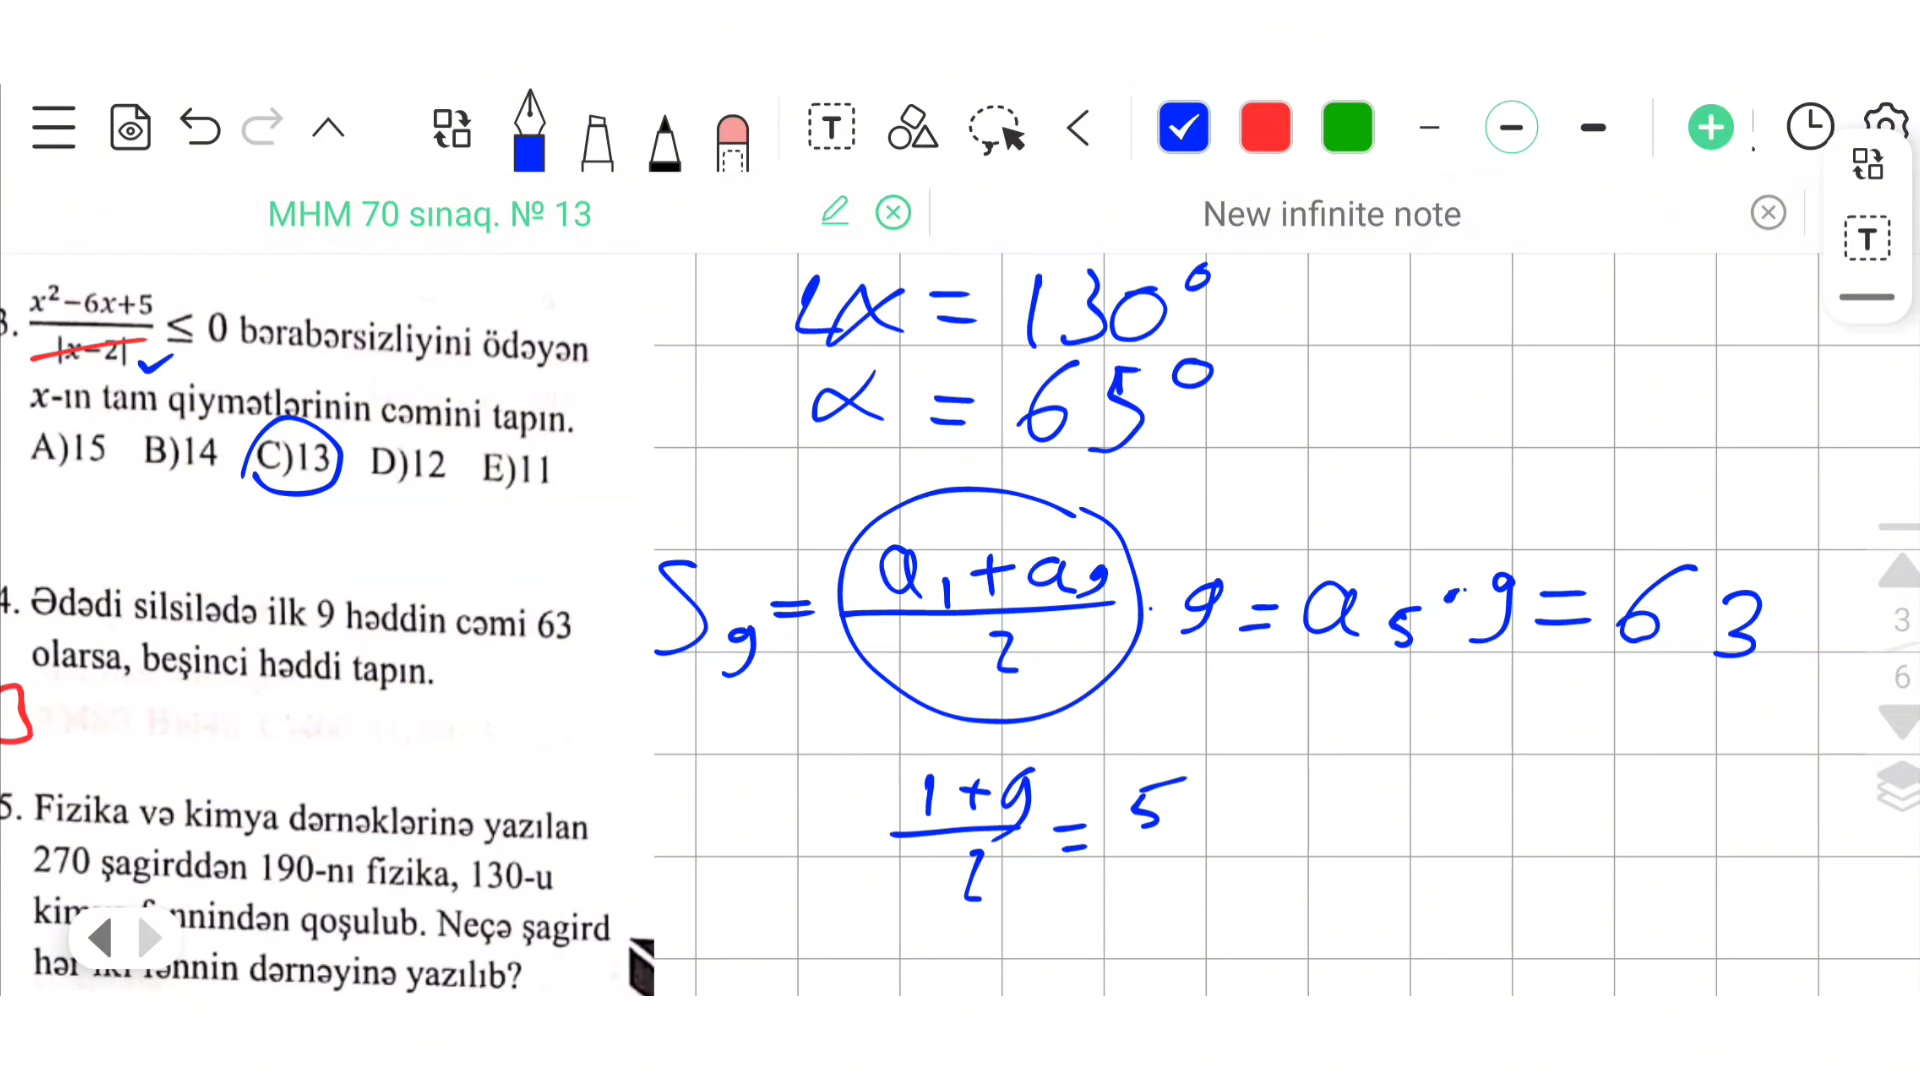 T
T
MHM 70 sınaq. № 13
New infinite note
3. x²−6x+5 / |x−2| ≤ 0 bərabərsizliyini ödəyən
x-ın tam qiymətlərinin cəmini tapın.
A)15 B)14 C)13 D)12 E)11
4. Ədədi silsilədə ilk 9 həddin cəmi 63
olarsa, beşinci həddi tapın.
5. Fizika və kimya dərnəklərinə yazılan
270 şagirddən 190-nı fizika, 130-u
qoşulub. Neçə şagird
dərnəyinə yazılıb?
2α = 130°
α = 65°
S₉ = (a₁ + a₉)/2 · 9 = a₅ · 9 = 63
(1 + 9)/2 = 5
3
6